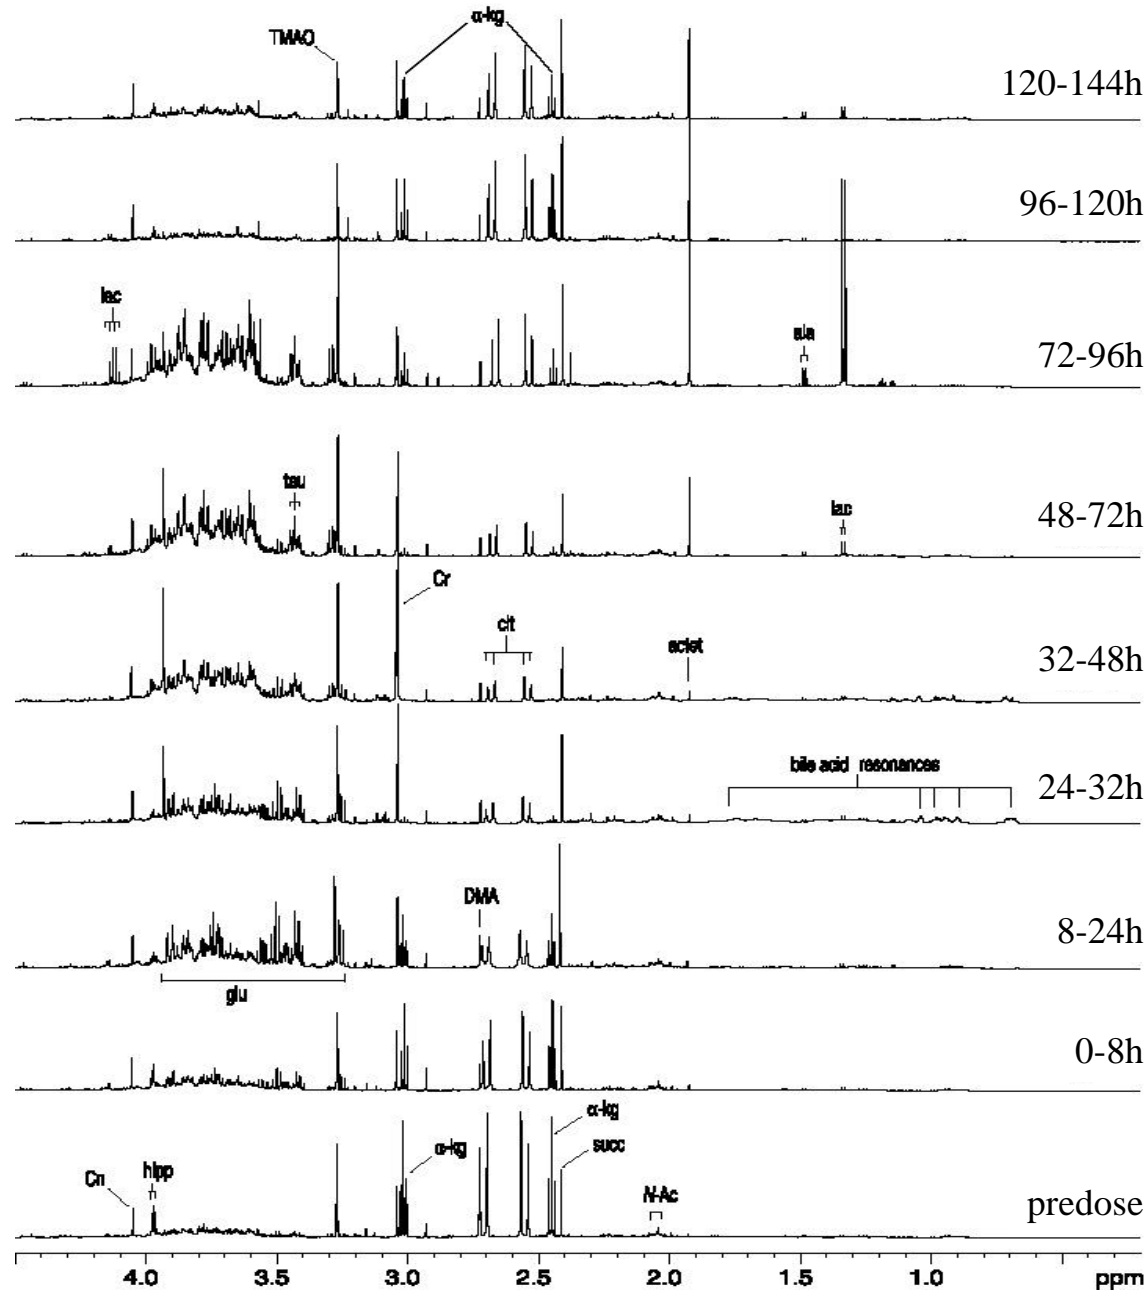 α-kg
TMAO
120-144h
96-120h
lac
ala
72-96h
tau
lac
48-72h
Cr
cit
acet
32-48h
bile acid resonances
24-32h
DMA
8-24h
glu
0-8h
α-kg
α-kg
succ
Cn
hipp
N-Ac
predose
4.0 3.5 3.0 2.5 2.0 1.5 1.0 ppm